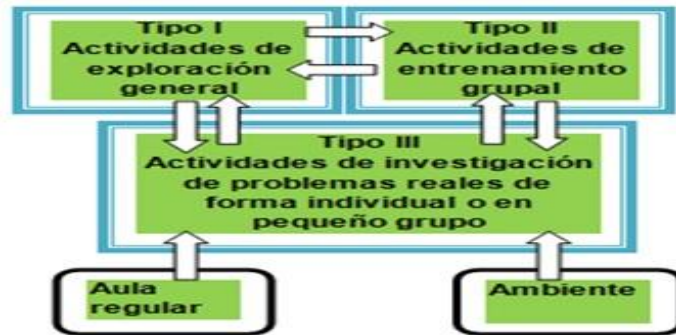 Tipo I
Actividades de
exploración
general
Tipo II
Actividades de
entrenamiento
grupal
Tipo III
Actividades de investigación
de problemas reales de
forma individual o en
pequeño grupo
Aula
regular
Ambiente